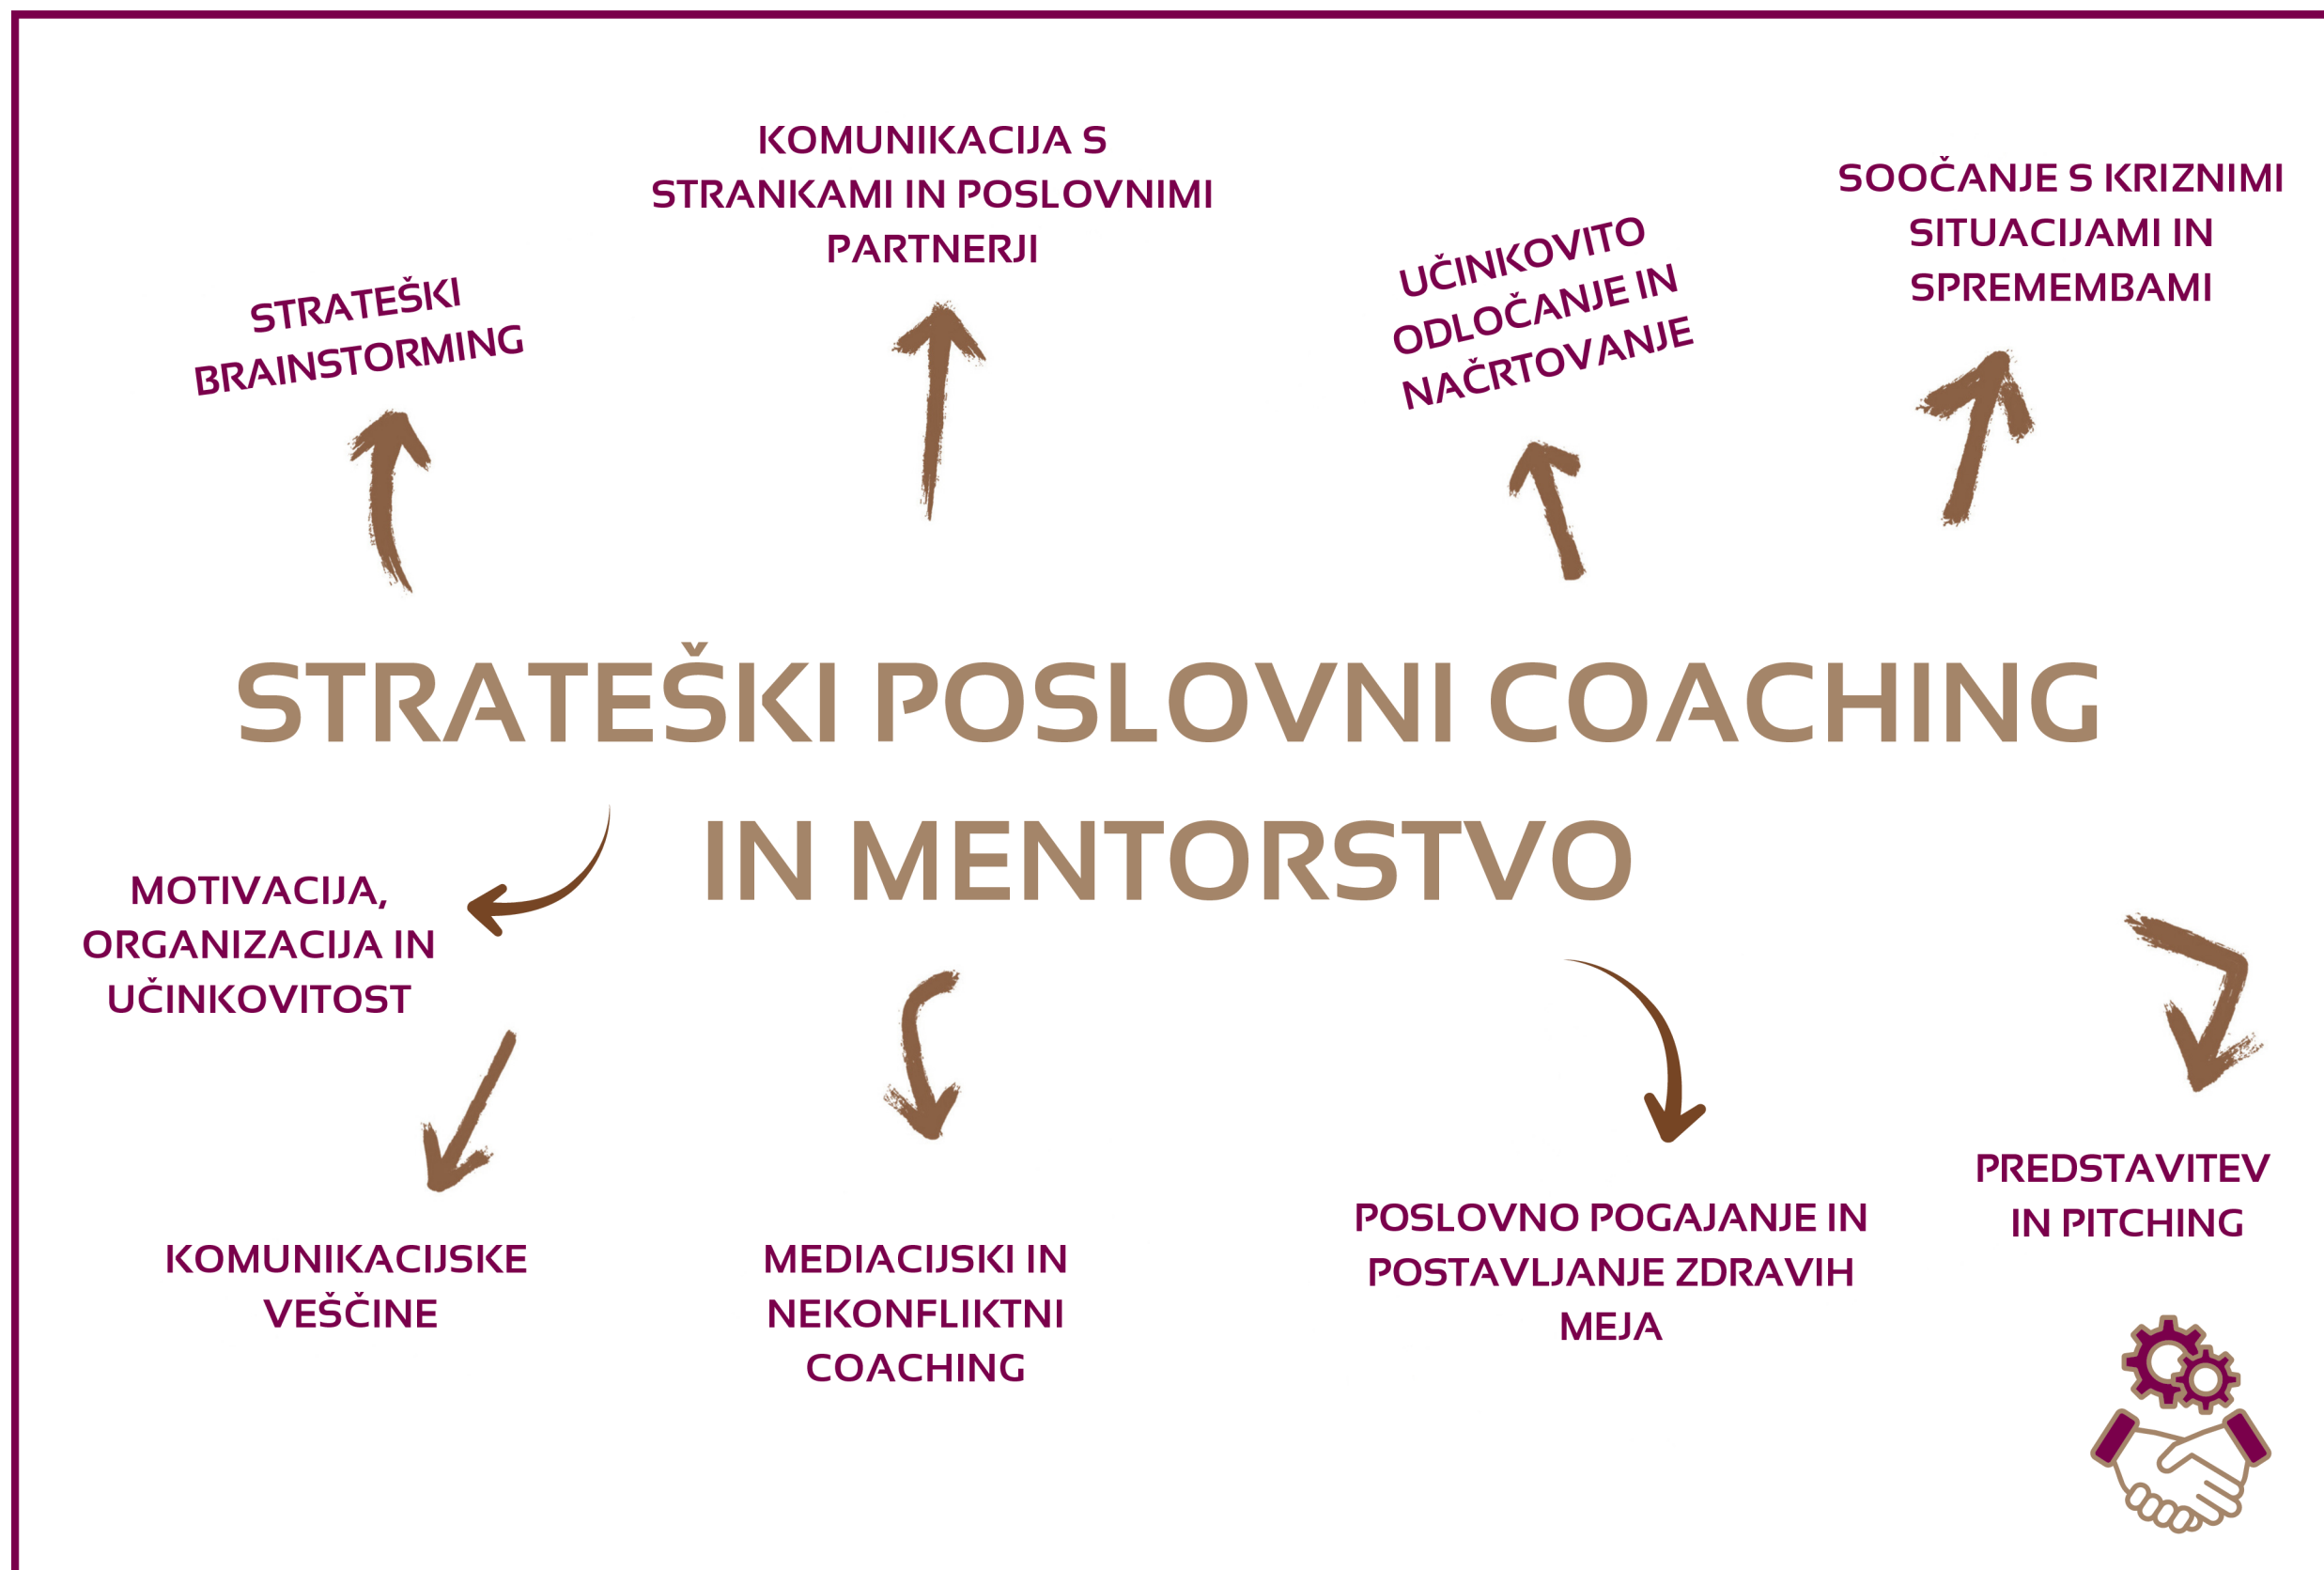 KOMUNIKACIJA S
STRANKAMI IN POSLOVNIMI
PARTNERJI
SOOČANJE S KRIZNIMI
SITUACIJAMI IN
SPREMEMBAMI
UČINKOVITO
ODLOČANJE IN
NAČRTOVANJE
STRATEŠKI
BRAINSTORMING
STRATEŠKI POSLOVNI COACHING
IN MENTORSTVO
MOTIVACIJA,
ORGANIZACIJA IN
UČINKOVITOST
KOMUNIKACIJSKE
VEŠČINE
MEDIACIJSKI IN
NEKONFLIKTNI
COACHING
POSLOVNO POGAJANJE IN
POSTAVLJANJE ZDRAVIH
MEJA
PREDSTAVITEV
IN PITCHING